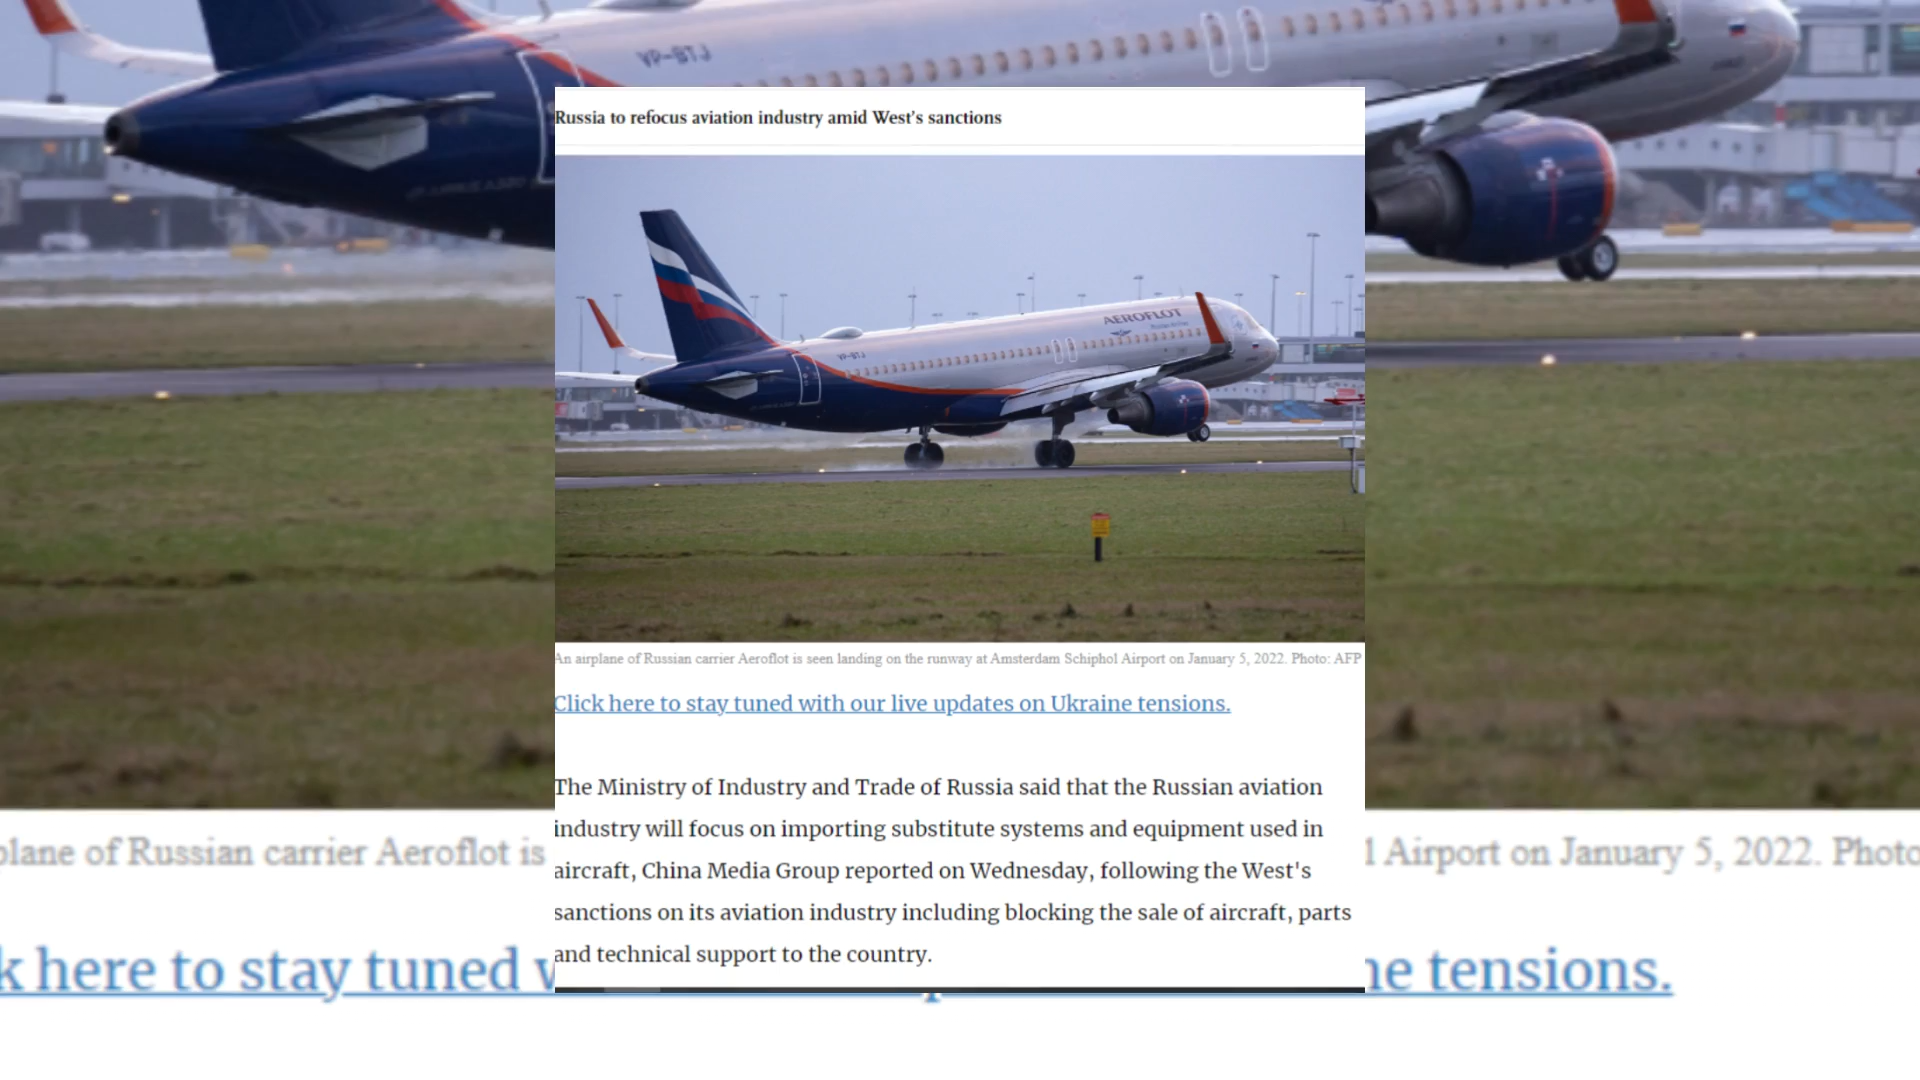 VP-BTJ
Russia to refocus aviation industry amid West's sanctions
AEROFLOT
Russian Airlines
VP-BTJ
An airplane of Russian carrier Aeroflot is seen landing on the runway at Amsterdam Schiphol Airport on January 5, 2022. Photo: AFP
Click here to stay tuned with our live updates on Ukraine tensions.
The Ministry of Industry and Trade of Russia said that the Russian aviation
industry will focus on importing substitute systems and equipment used in
aircraft, China Media Group reported on Wednesday, following the West's
sanctions on its aviation industry including blocking the sale of aircraft, parts
and technical support to the country.
plane of Russian carrier Aeroflot is
l Airport on January 5, 2022. Photo
k here to stay tuned w
ne tensions.